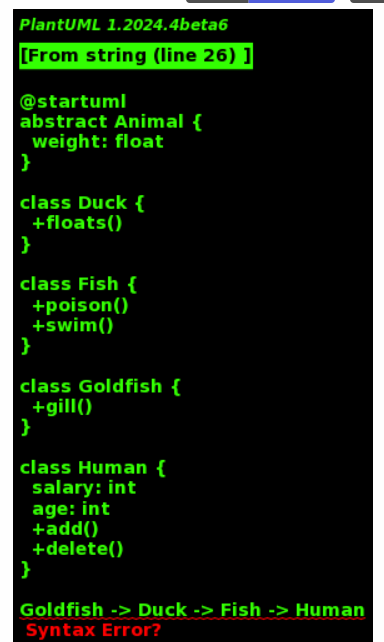 PlantUML 1.2024.4beta6
[From string (line 26) ]
@startuml
abstract Animal {
weight: float
}
class Duck {
+floats()
}
class Fish {
+poison()
+swim()
}
class Goldfish {
+gill()
}
class Human {
salary: int
age: int
+add()
+delete()
}
Goldfish -> Duck -> Fish -> Human
Syntax Error?